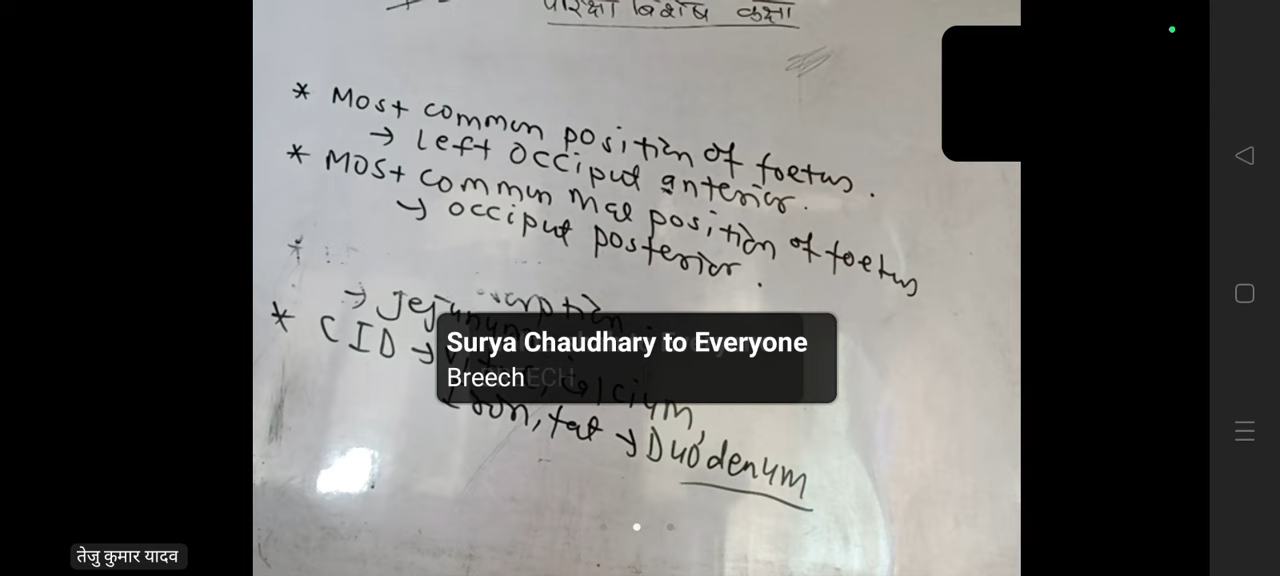 परिक्षा विशेष कक्षा
* Most common position of foetus.
→ Left occiput anterior.
* Most common mal position of foetus
→ occiput posterior.
*
→
* CID →
Surya Chaudhary to Everyone
Breech
Iron, fat → Duodenum
तेजु कुमार यादव